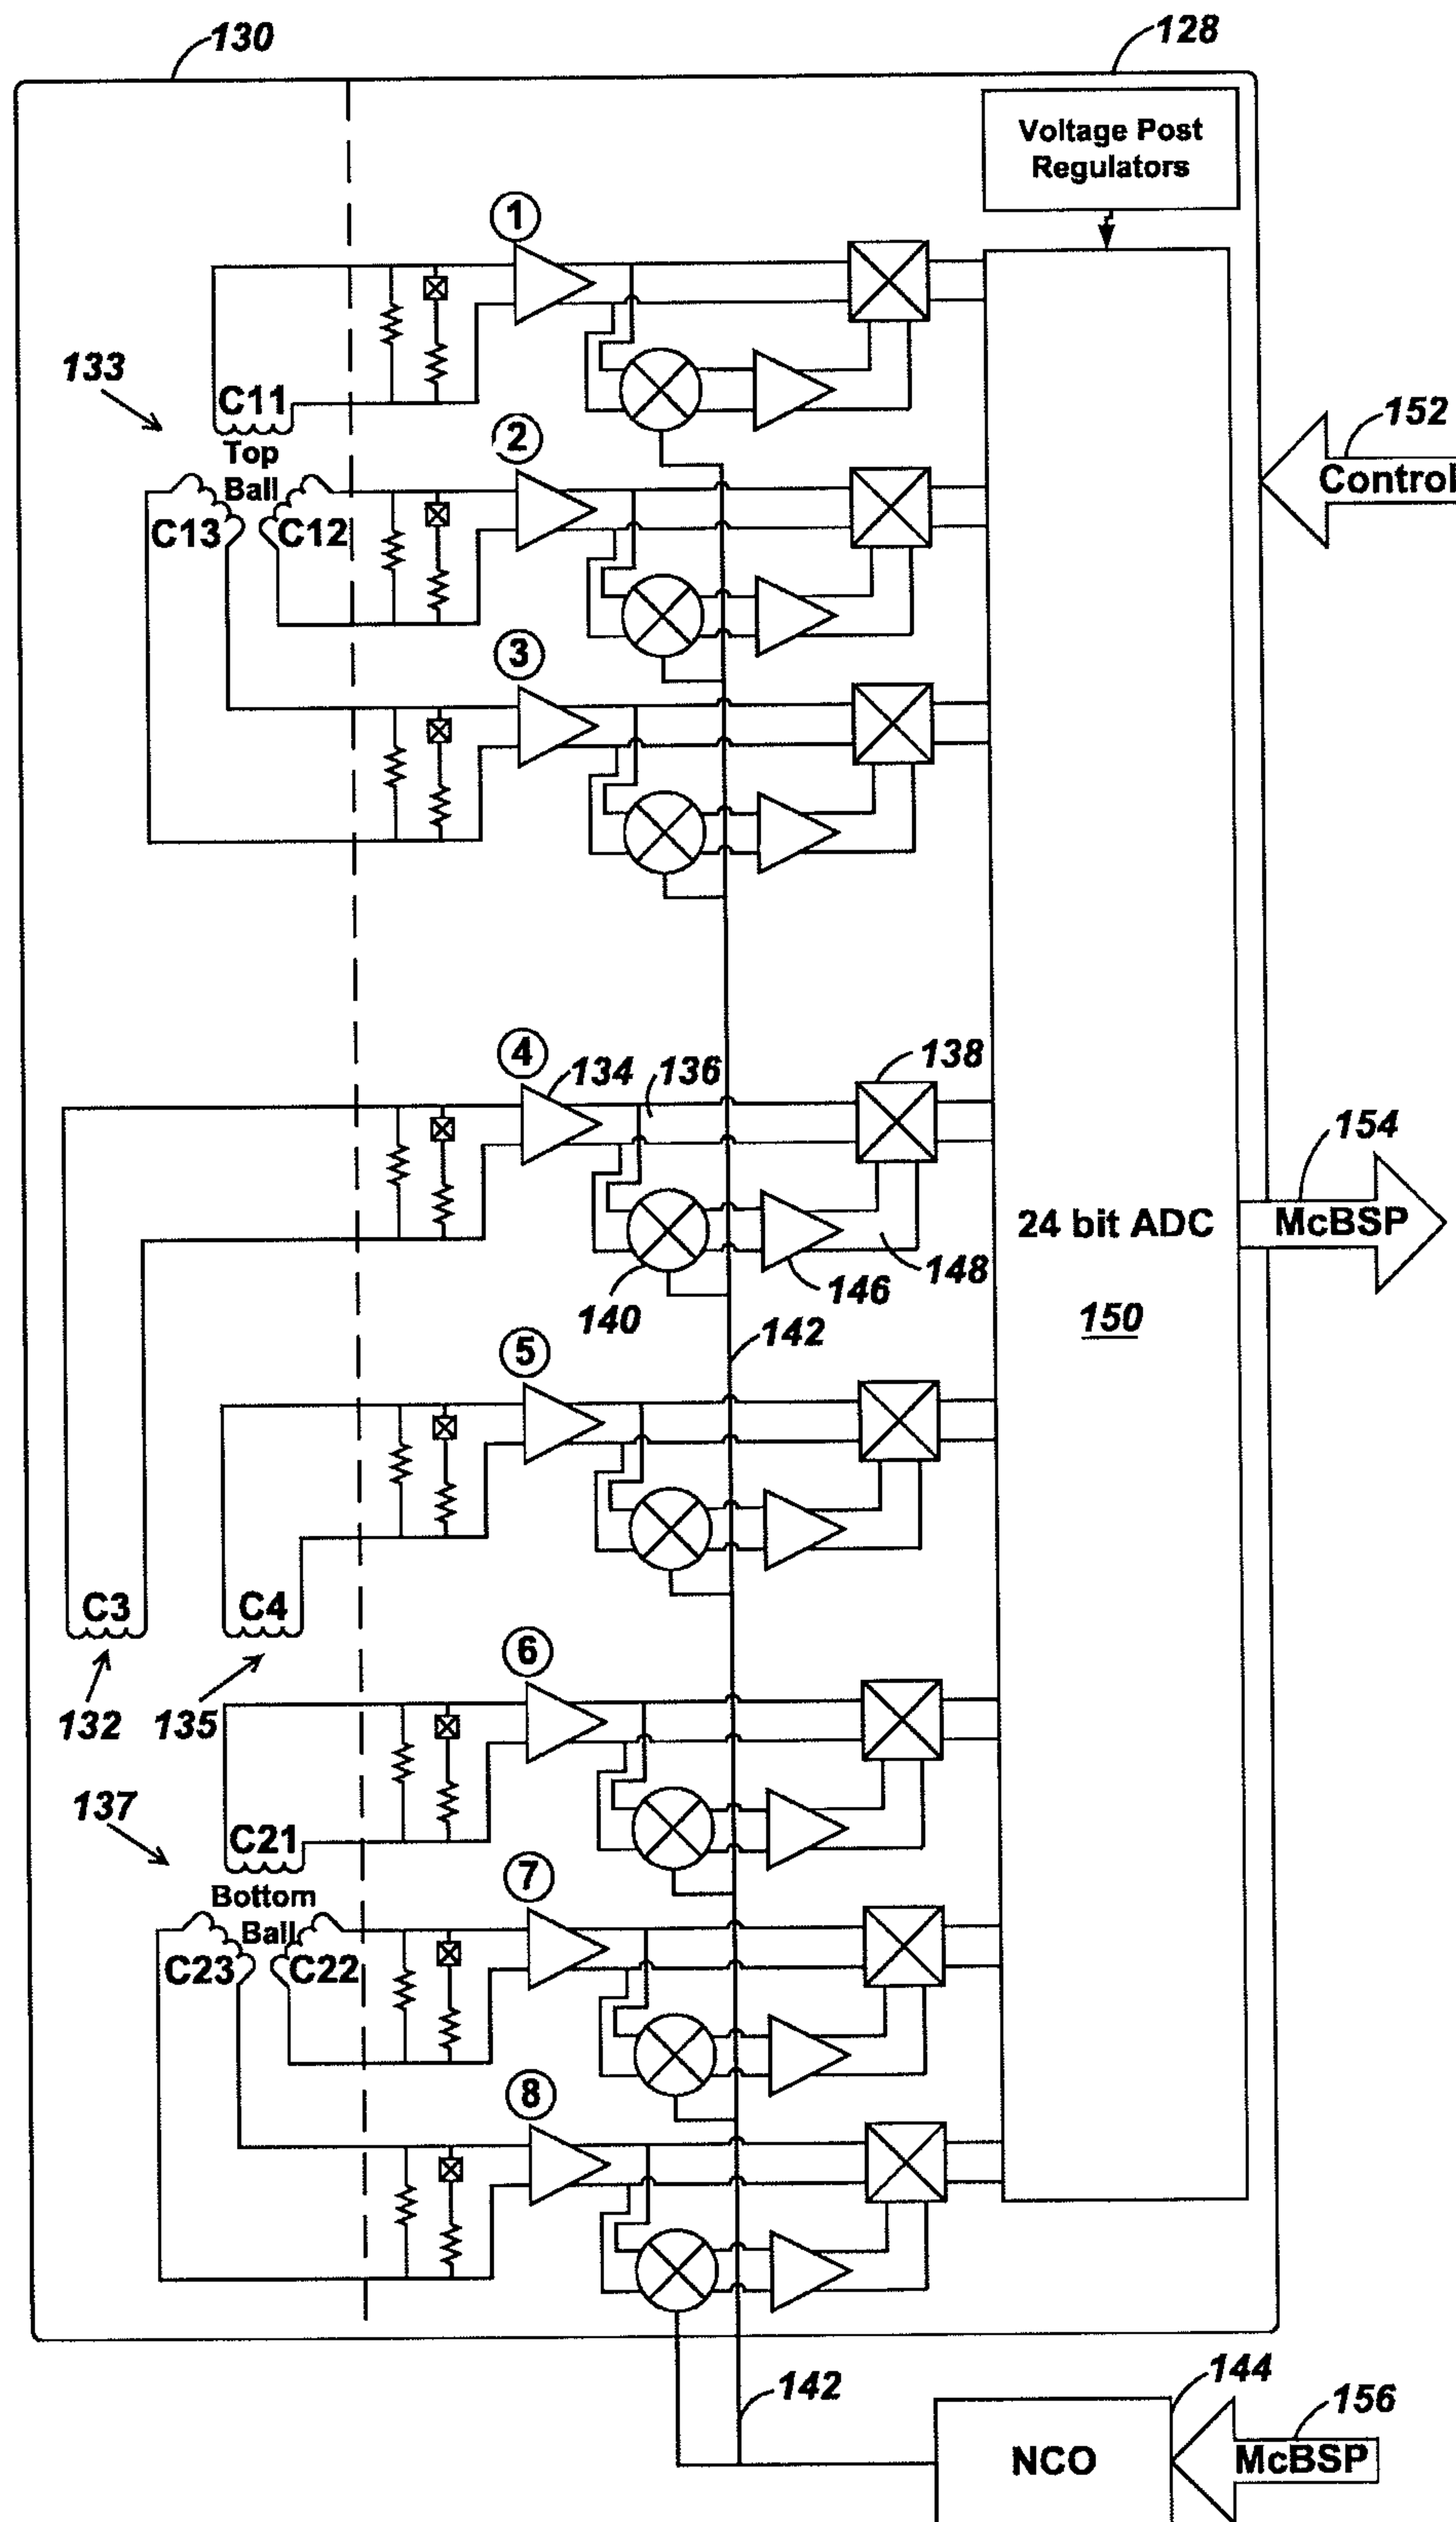 130
128
Voltage Post
Regulators
1
133
C11
Top
Ball
C13
C12
2
152
Control
3
4
134
136
138
154
24 bit ADC
McBSP
148
146
140
150
142
5
C3
C4
132
135
6
137
C21
Bottom
Ball
C23
C22
7
8
142
144
156
NCO
McBSP